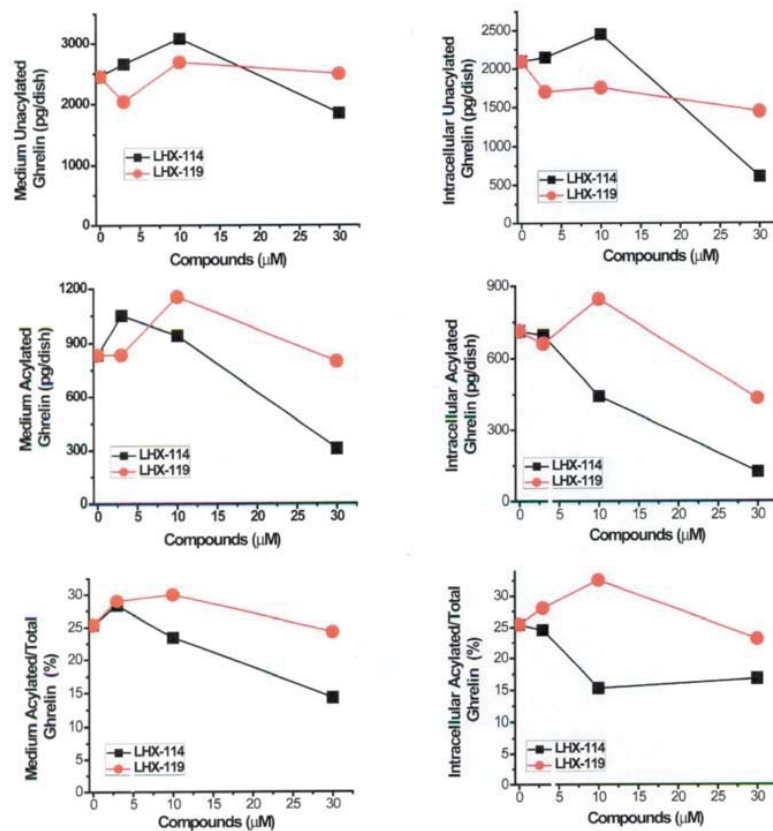 Medium Unacylated
Ghrelin (pg/dish)
3000
2000
1000
0
LHX-114
LHX-119
0 5 10 15 20 25 30
Compounds (μM)
Intracellular Unacylated
Ghrelin (pg/dish)
2500
2000
1500
1000
500
0
LHX-114
LHX-119
0 5 10 15 20 25 30
Compounds (μM)
Medium Acylated
Ghrelin (pg/dish)
1200
900
600
300
0
LHX-114
LHX-119
0 5 10 15 20 25 30
Compounds (μM)
Intracellular Acylated
Ghrelin (pg/dish)
900
600
300
0
LHX-114
LHX-119
0 5 10 15 20 25 30
Compounds (μM)
Medium Acylated/Total
Ghrelin (%)
30
25
20
15
10
5
0
LHX-114
LHX-119
0 5 10 15 20 25 30
Compounds (μM)
Intracellular Acylated/Total
Ghrelin (%)
30
25
20
15
10
5
0
LHX-114
LHX-119
0 5 10 15 20 25 30
Compounds (μM)